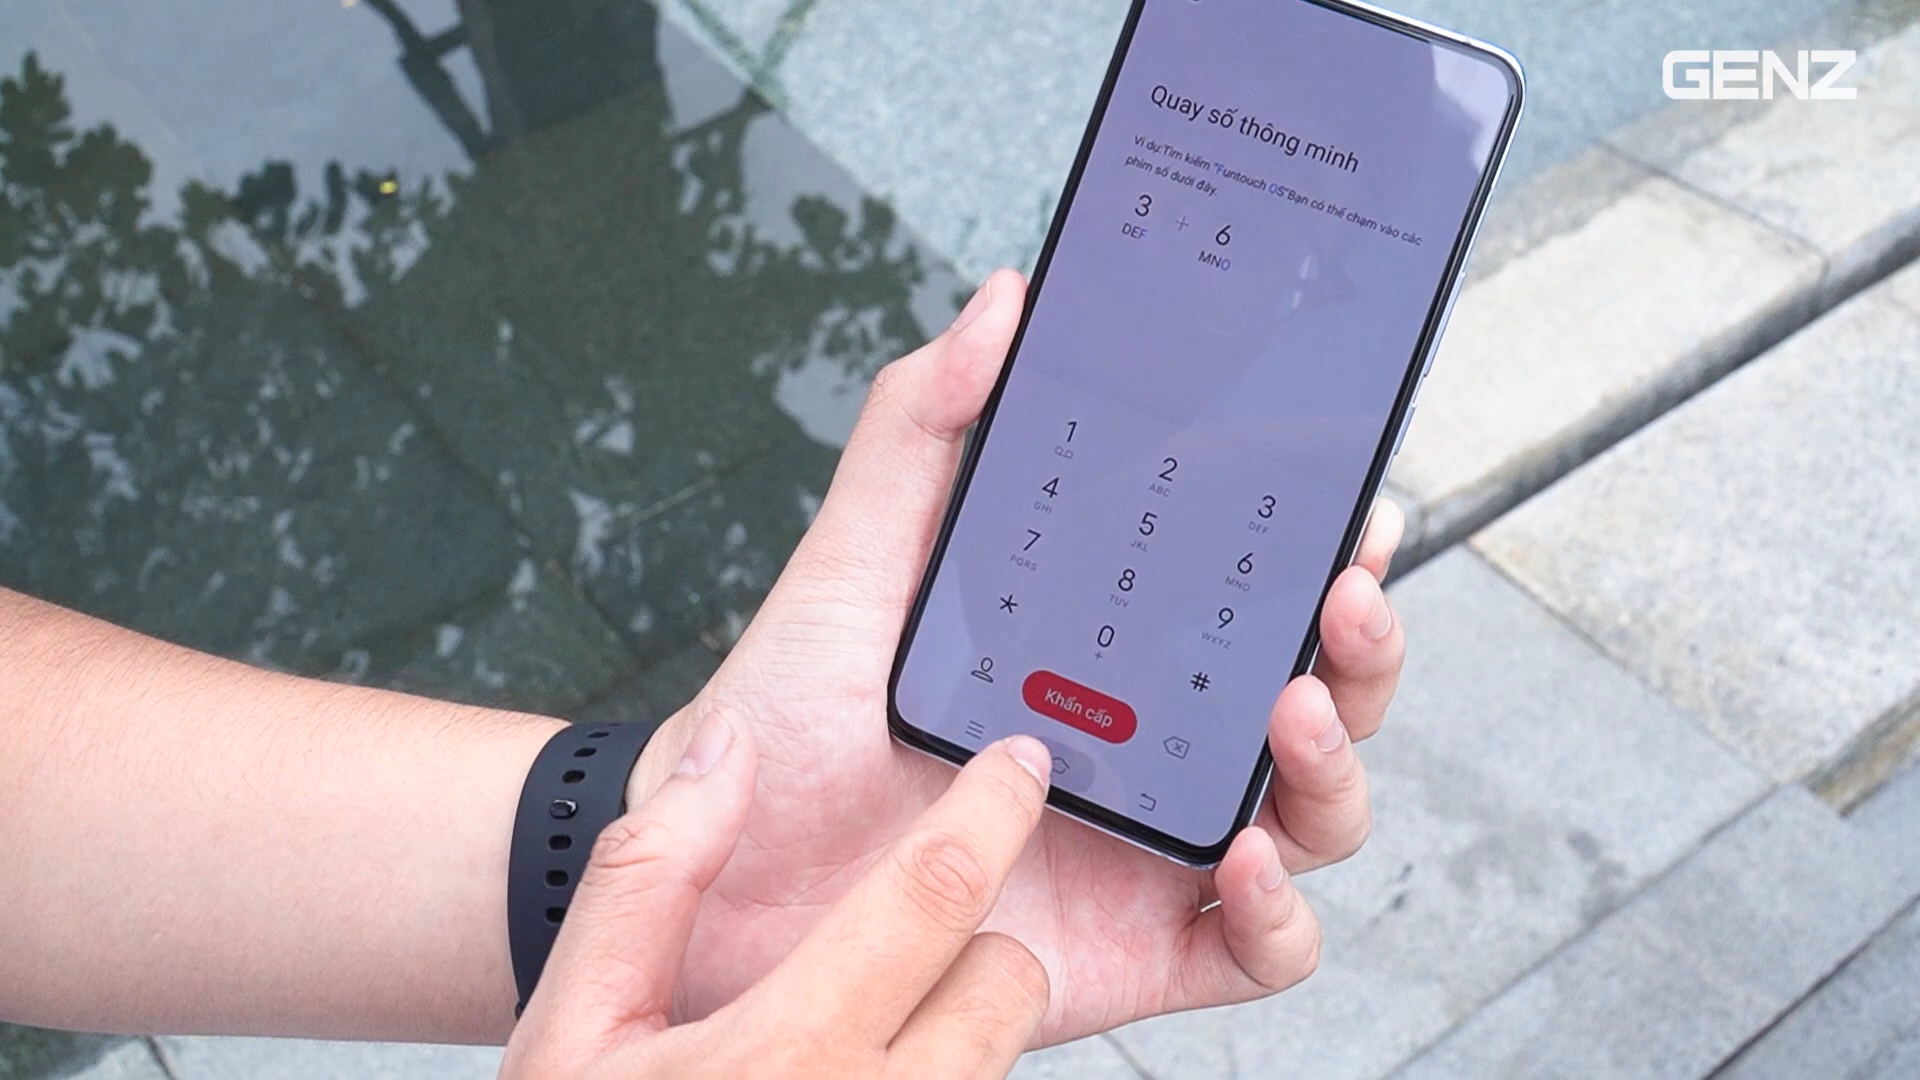 GENZ
Quay số thông minh
Ví dụ:Tìm kiếm "Funtouch OS"Bạn có thể chạm vào các
phím số dưới đây.
3 + 6
DEF MNO
1 2 3
QD ABC DEF
4 5 6
GHI JKL MNO
7 8 9
PQRS TUV WXYZ
* 0 #
+
Khẩn cấp